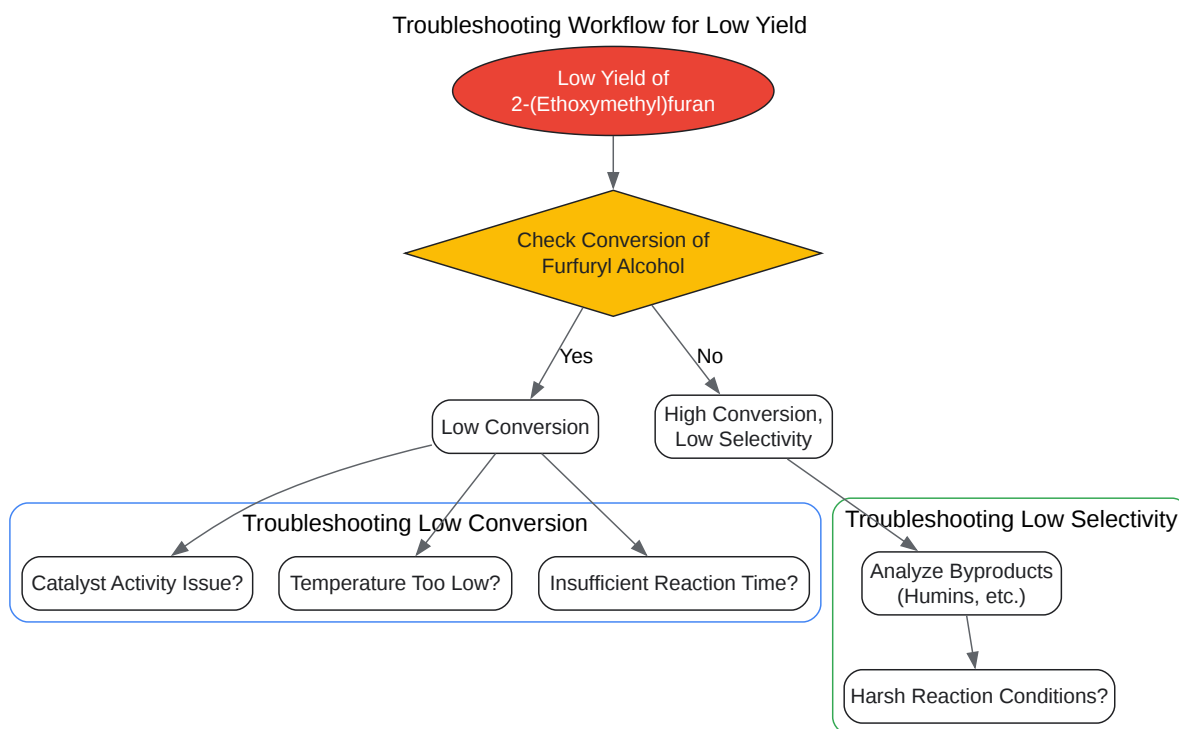 Troubleshooting Workflow for Low Yield
Low Yield of
2-(Ethoxymethyl)furan
Check Conversion of
Furfuryl Alcohol
Yes
No
Low Conversion
High Conversion,
Low Selectivity
Troubleshooting Low Conversion
Catalyst Activity Issue?
Temperature Too Low?
Insufficient Reaction Time?
Troubleshooting Low Selectivity
Analyze Byproducts
(Humins, etc.)
Harsh Reaction Conditions?